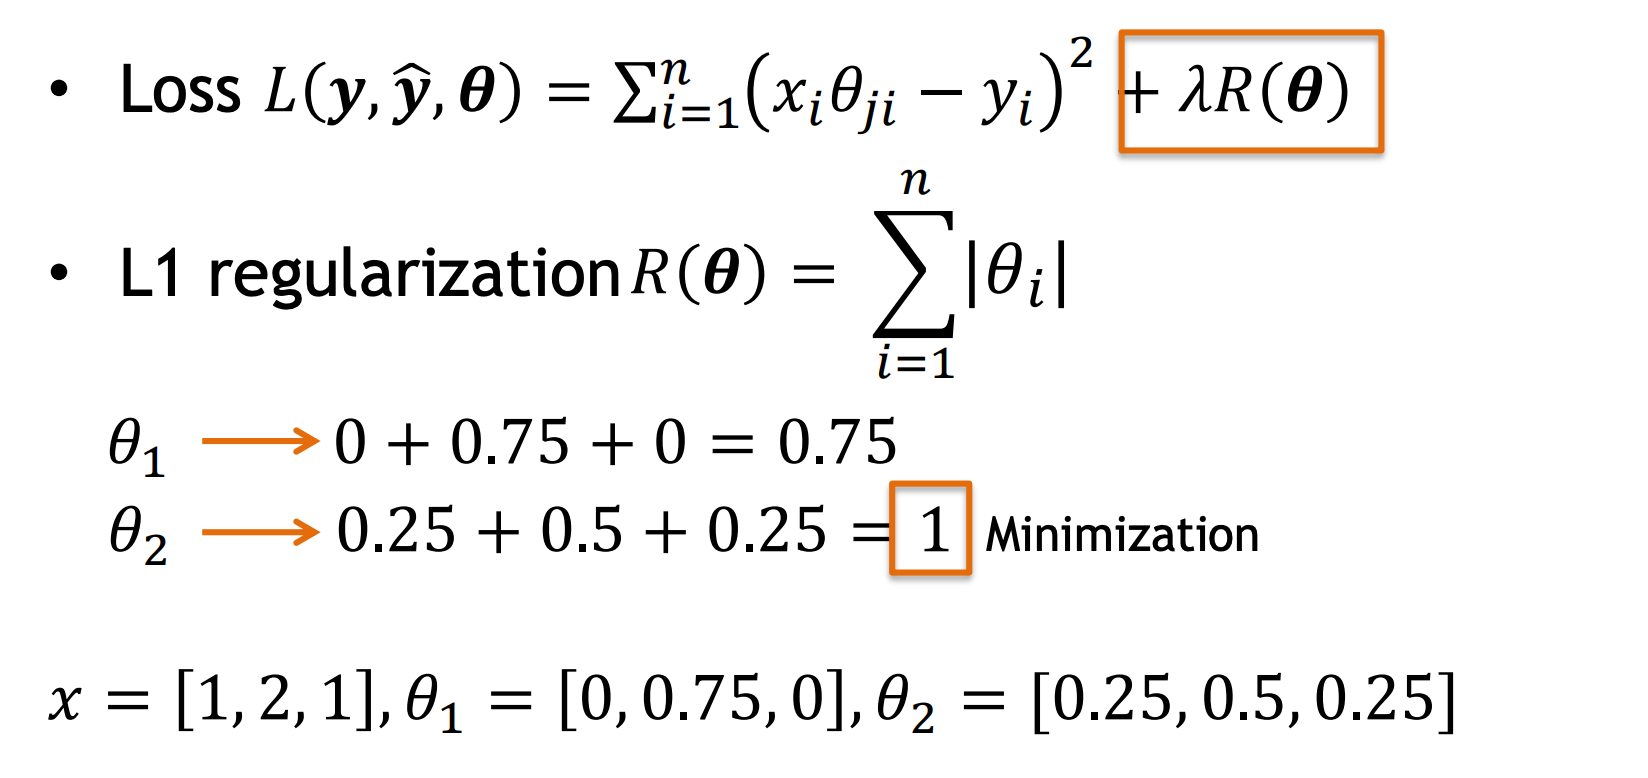 • Loss L(y, ŷ, θ) = ∑ⁿᵢ₌₁(xᵢθⱼᵢ − yᵢ)² + λR(θ)
• L1 regularization R(θ) = ∑ⁿᵢ₌₁|θᵢ|
θ₁ → 0 + 0.75 + 0 = 0.75
θ₂ → 0.25 + 0.5 + 0.25 = 1 Minimization
x = [1, 2, 1], θ₁ = [0, 0.75, 0], θ₂ = [0.25, 0.5, 0.25]